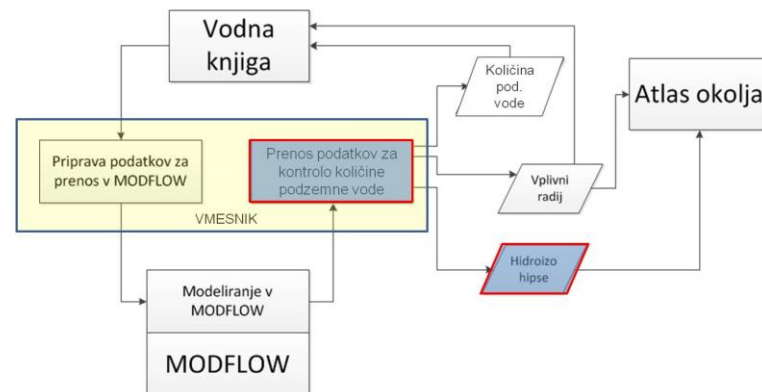 Vodna
knjiga
Količina
pod.
vode
Atlas okolja
Priprava podatkov za
prenos v MODFLOW
Prenos podatkov za
kontrolo količine
podzemne vode
Vplivni
radij
VMESNIK
Hidroizo
hipse
Modeliranje v
MODFLOW
MODFLOW